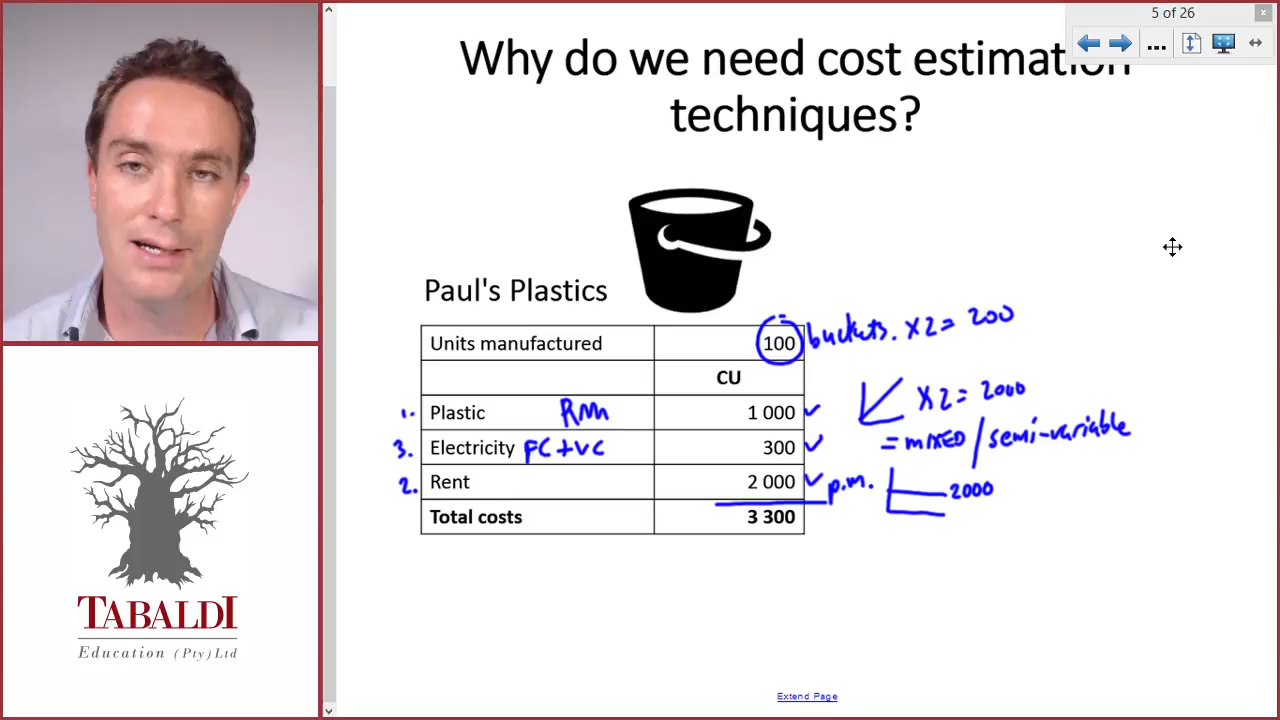 5 of 26
Why do we need cost estimation
techniques?
Paul's Plastics
Units manufactured 100 buckets. x2 = 200
CU
1. Plastic RM 1 000 x2 = 2000
3. Electricity FC + VC 300 = MIXED / semi-variable
2. Rent 2 000 p.m. 2000
Total costs 3 300
TABALDI
Education (Pty) Ltd
Extend Page